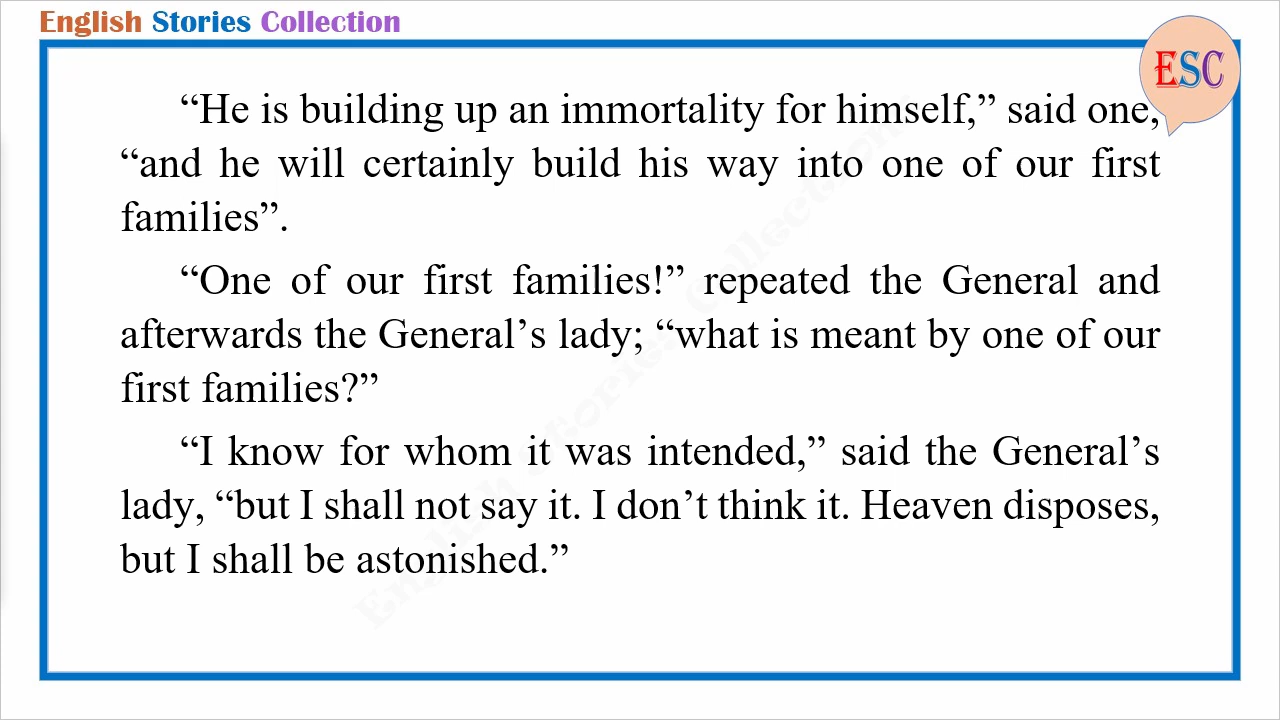 English Stories Collection
ESC
“He is building up an immortality for himself,” said one,
“and he will certainly build his way into one of our first
families”.
“One of our first families!” repeated the General and
afterwards the General’s lady; “what is meant by one of our
first families?”
“I know for whom it was intended,” said the General’s
lady, “but I shall not say it. I don’t think it. Heaven disposes,
but I shall be astonished.”
English Stories Collection